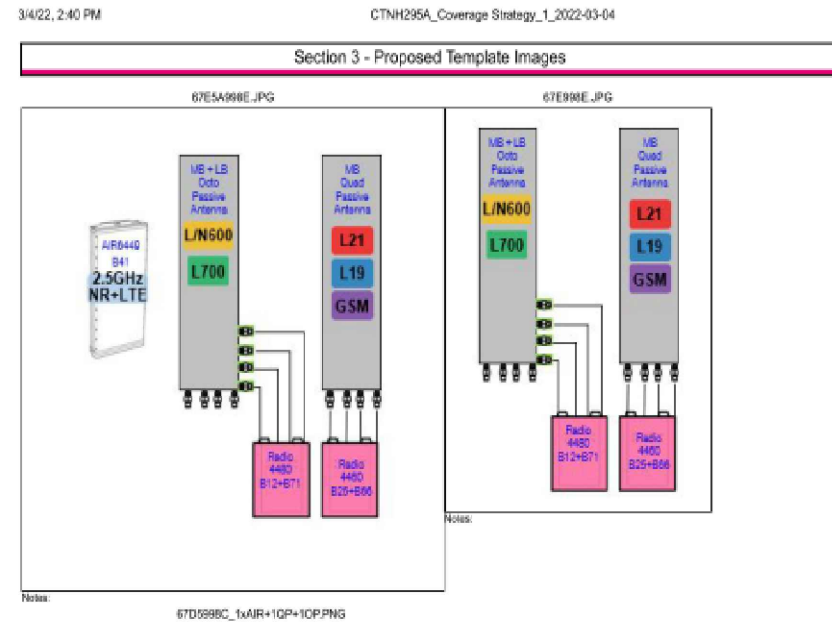 3/4/22, 2:40 PM
CTNH295A_Coverage Strategy_1_2022-03-04
Section 3 - Proposed Template Images
67E5A998E.JPG
67E998E.JPG
MB + LB
Octo
Passive
Antenna
L/N600
L700
MB
Quad
Passive
Antenna
L21
L19
GSM
AIR6449
B41
2.5GHz
NR+LTE
Radio
4480
B12+B71
Radio
4460
B25+B66
Notes:
MB + LB
Octo
Passive
Antenna
L/N600
L700
MB
Quad
Passive
Antenna
L21
L19
GSM
Radio
4480
B12+B71
Radio
4460
B25+B66
Notes:
67D5998C_1xAIR+1QP+1OP.PNG